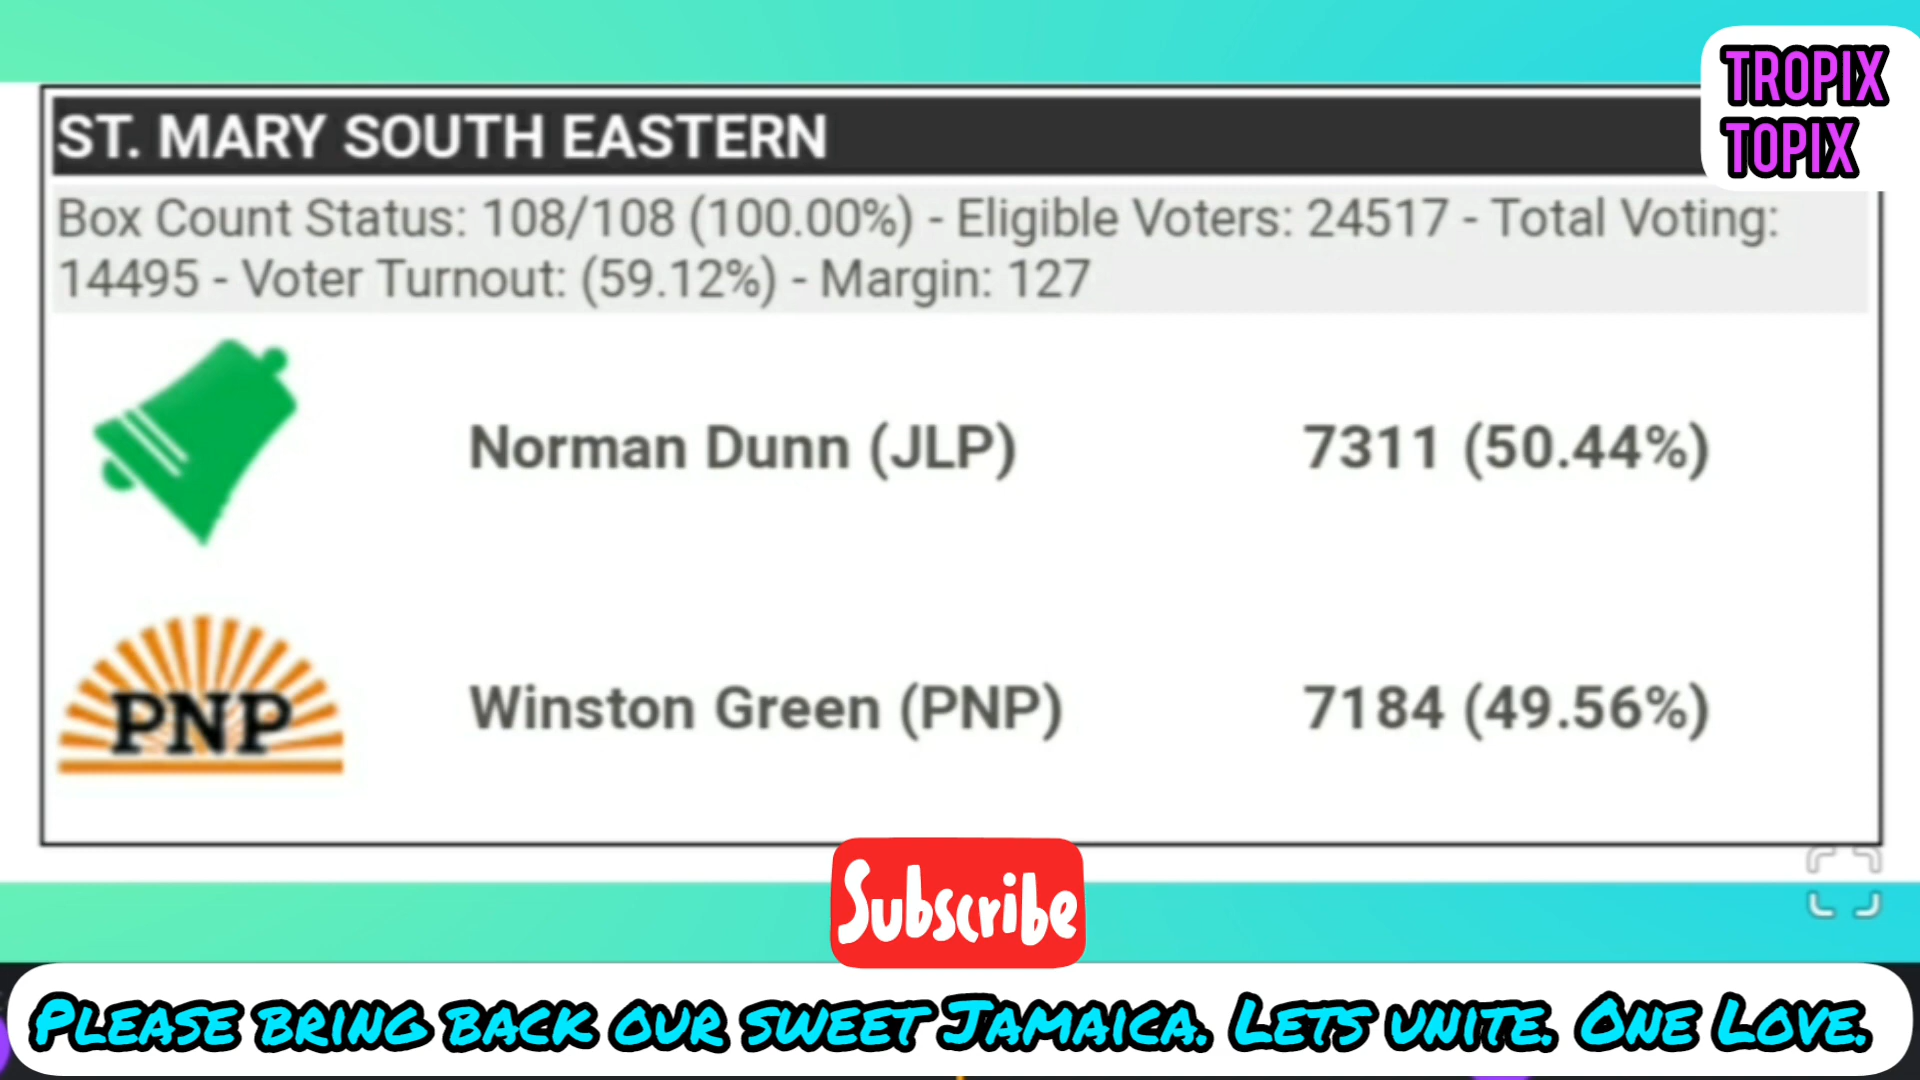 TROPIX
TOPIX
ST. MARY SOUTH EASTERN
Box Count Status: 108/108 (100.00%) - Eligible Voters: 24517 - Total Voting:
14495 - Voter Turnout: (59.12%) - Margin: 127
Norman Dunn (JLP) 7311 (50.44%)
PNP Winston Green (PNP) 7184 (49.56%)
Subscribe
Please bring back our sweet Jamaica. Lets unite. One Love.